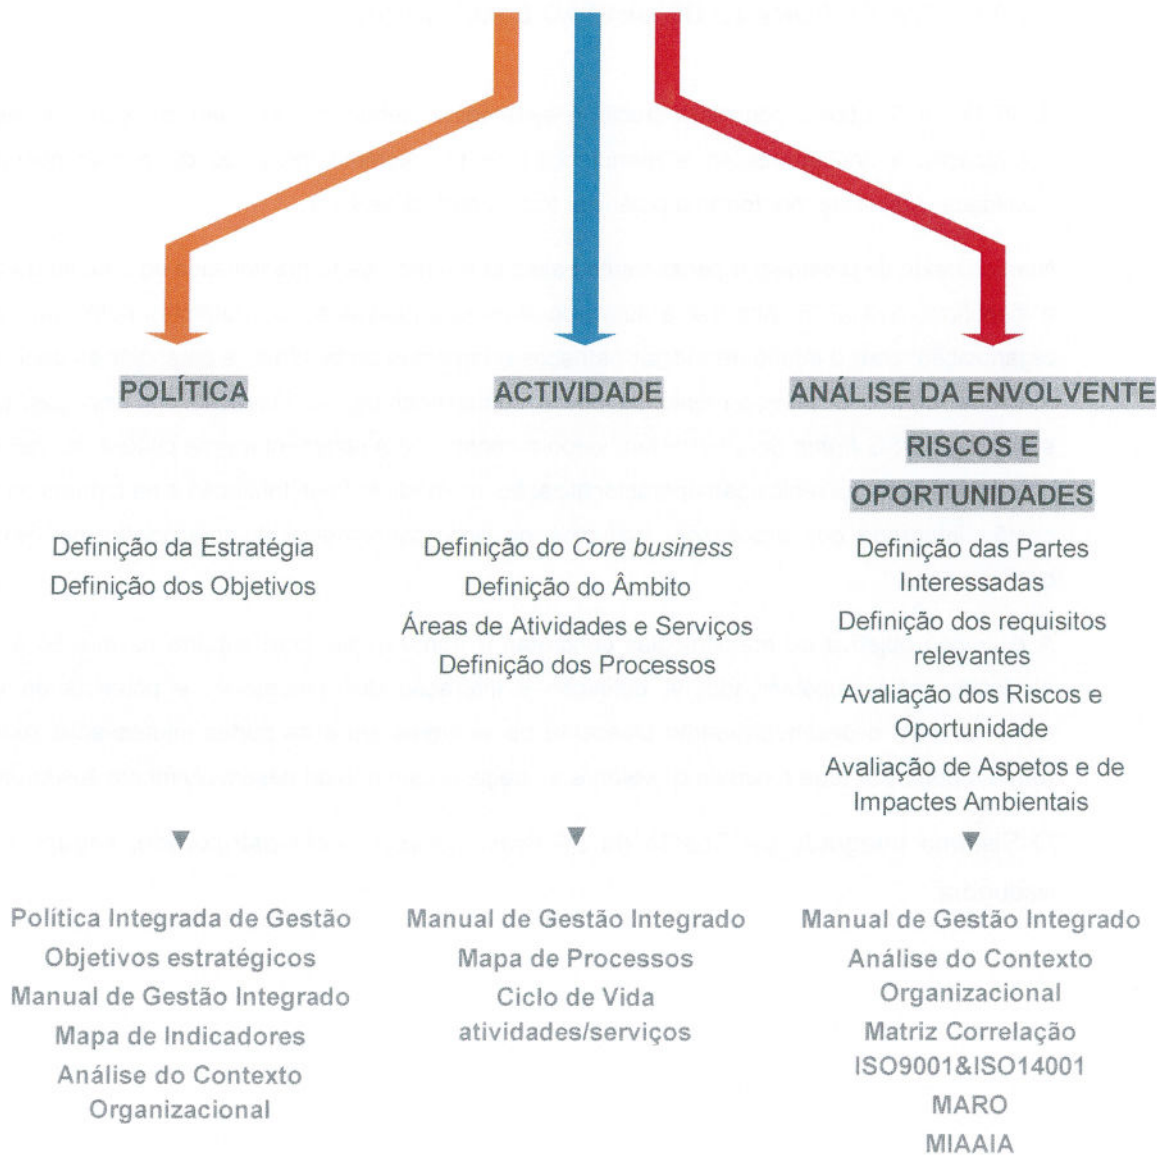 POLÍTICA
Definição da Estratégia
Definição dos Objetivos
Política Integrada de Gestão
Objetivos estratégicos
Manual de Gestão Integrado
Mapa de Indicadores
Análise do Contexto
Organizacional
ACTIVIDADE
Definição do Core business
Definição do Âmbito
Áreas de Atividades e Serviços
Definição dos Processos
Manual de Gestão Integrado
Mapa de Processos
Ciclo de Vida
atividades/serviços
ANÁLISE DA ENVOLVENTE
RISCOS E
OPORTUNIDADES
Definição das Partes
Interessadas
Definição dos requisitos
relevantes
Avaliação dos Riscos e
Oportunidade
Avaliação de Aspetos e de
Impactes Ambientais
Manual de Gestão Integrado
Análise do Contexto
Organizacional
Matriz Correlação
ISO9001&ISO14001
MARO
MIAAIA